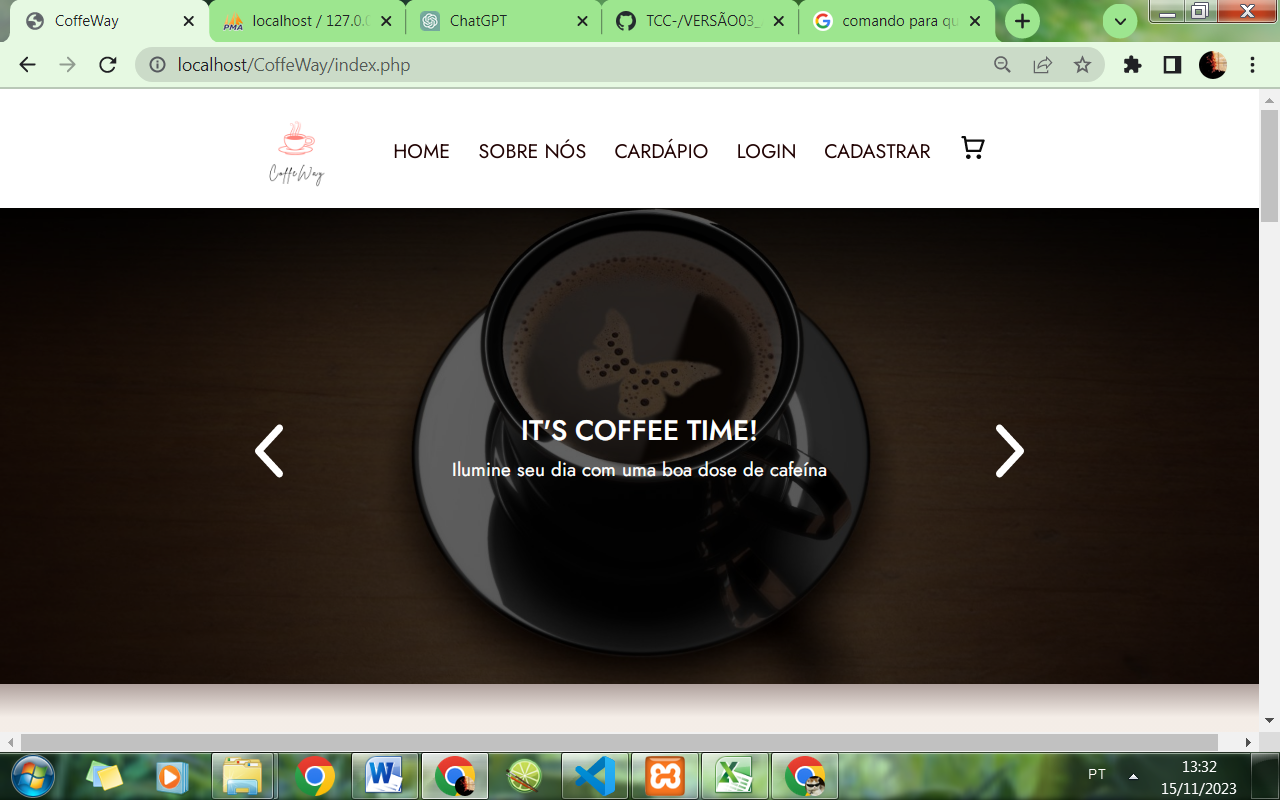 CoffeWay
localhost / 127.0.0
ChatGPT
TCC-/VERSÃO03_
comando para qu
localhost/CoffeWay/index.php
CoffeWay
HOME SOBRE NÓS CARDÁPIO LOGIN CADASTRAR
IT'S COFFEE TIME!
Ilumine seu dia com uma boa dose de cafeína
PT
13:32
15/11/2023